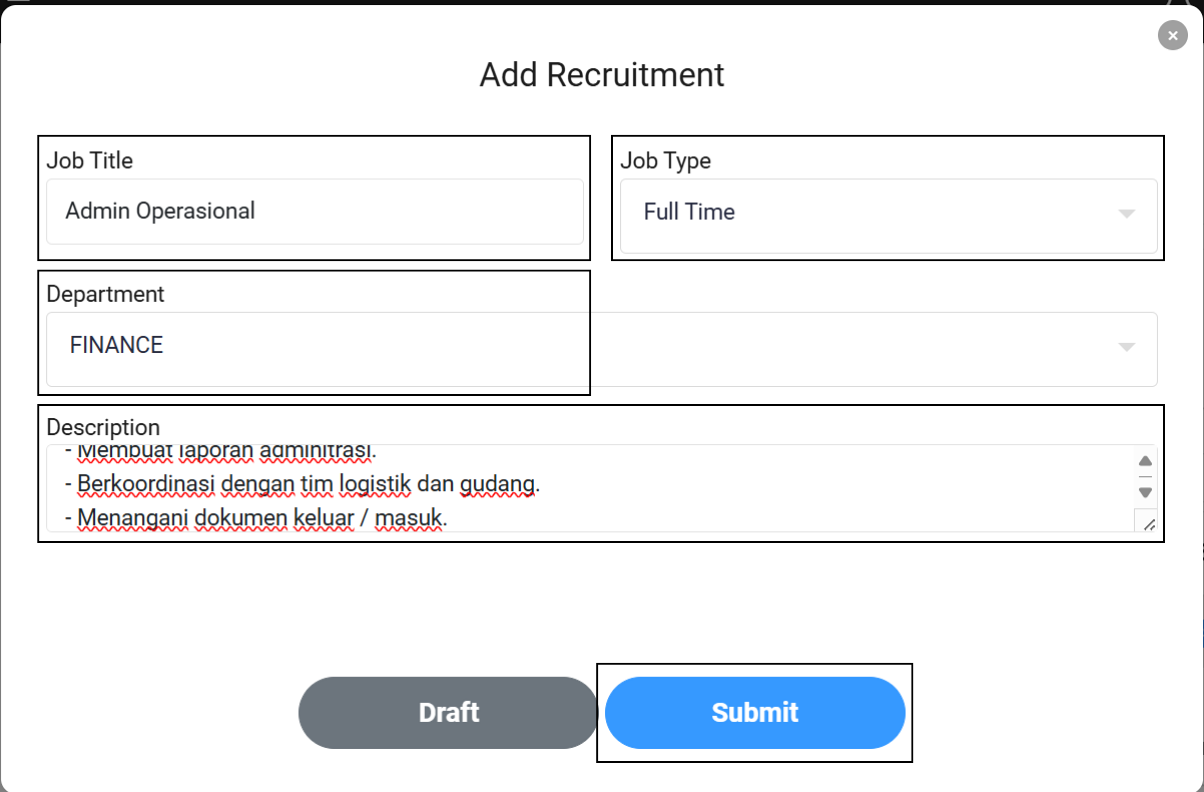 Add Recruitment
Job Title
Job Type
Admin Operasional
Full Time
Department
FINANCE
Description
- Membuat laporan adminitrasi.
- Berkoordinasi dengan tim logistik dan gudang.
- Menangani dokumen keluar / masuk.
Draft
Submit